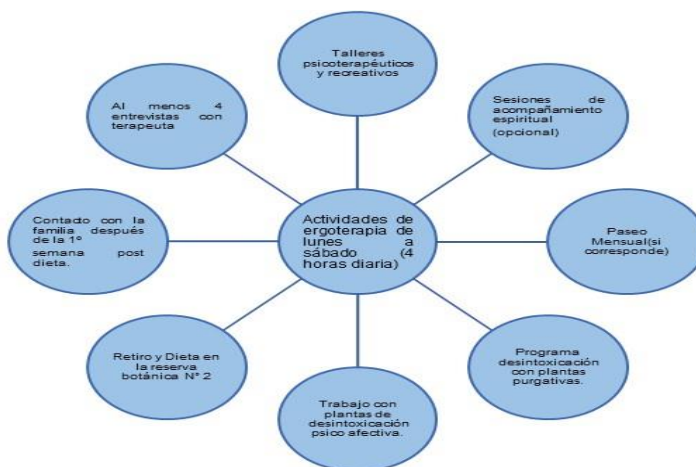 Talleres
psicoterapéuticos
y recreativos
Al menos 4
entrevistas con
terapeuta
Sesiones de
acompañamiento
espiritual
(opcional)
Contacto con la
familia después
de la 1º
semana post
dieta.
Actividades de
ergoterapia de
lunes a
sábado (4
horas diaria)
Paseo
Mensual(si
corresponde)
Retiro y Dieta en
la reserva
botánica N° 2
Programa
desintoxicación
con plantas
purgativas.
Trabajo con
plantas de
desintoxicación
psico afectiva.